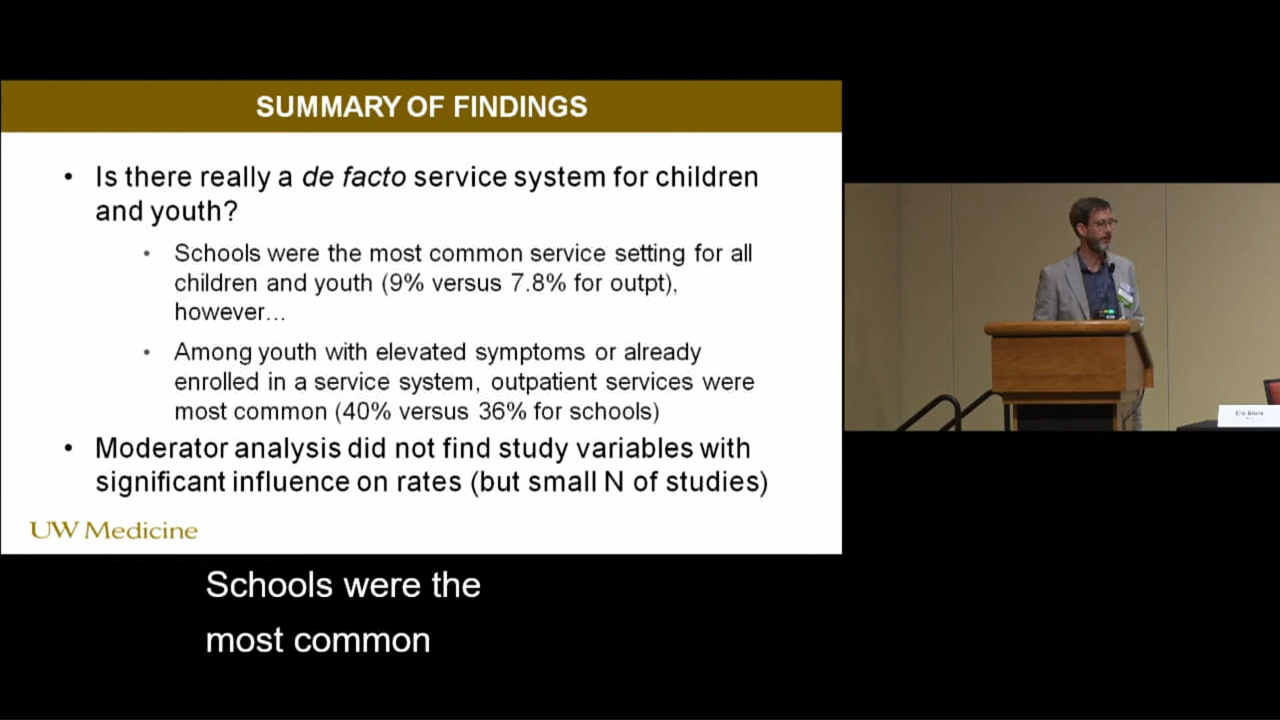 SUMMARY OF FINDINGS
• Is there really a de facto service system for children
and youth?
• Schools were the most common service setting for all
children and youth (9% versus 7.8% for outpt),
however…
• Among youth with elevated symptoms or already
enrolled in a service system, outpatient services were
most common (40% versus 36% for schools)
• Moderator analysis did not find study variables with
significant influence on rates (but small N of studies)
UW Medicine
Schools were the
most common